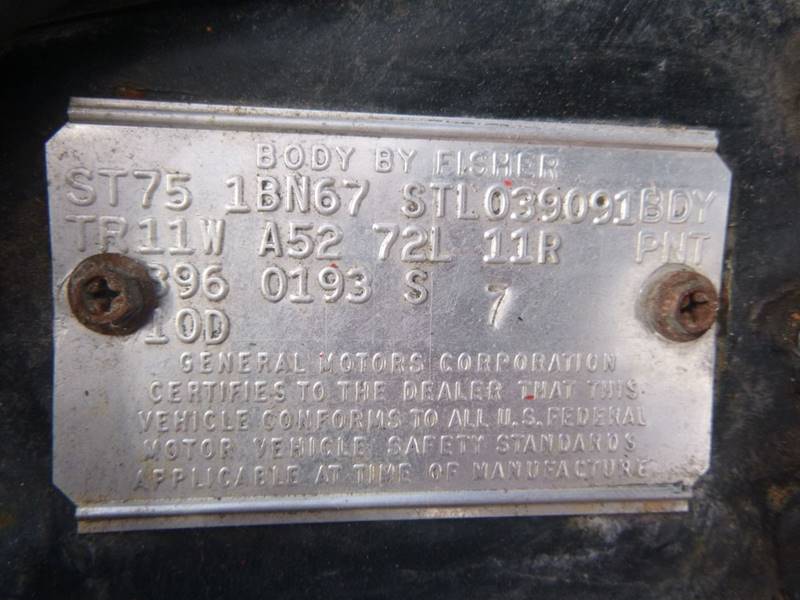 BODY BY FISHER
ST75 1BN67 STL039091BDY
TR11W A52 72L 11R PNT
396 0193 S 7
10D
GENERAL MOTORS CORPORATION
CERTIFIES TO THE DEALER THAT THIS
VEHICLE CONFORMS TO ALL U.S. FEDERAL
MOTOR VEHICLE SAFETY STANDARDS
APPLICABLE AT TIME OF MANUFACTURE